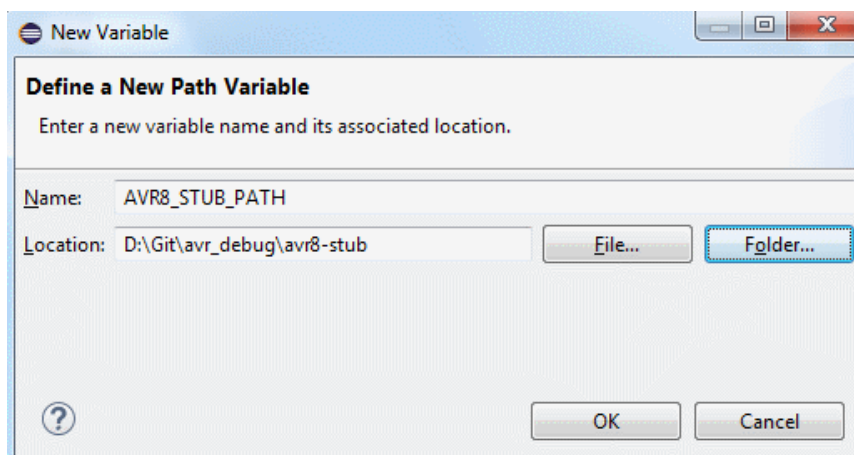 New Variable
Define a New Path Variable
Enter a new variable name and its associated location.
Name: AVR8_STUB_PATH
Location: D:\Git\avr_debug\avr8-stub File... Folder...
? OK Cancel